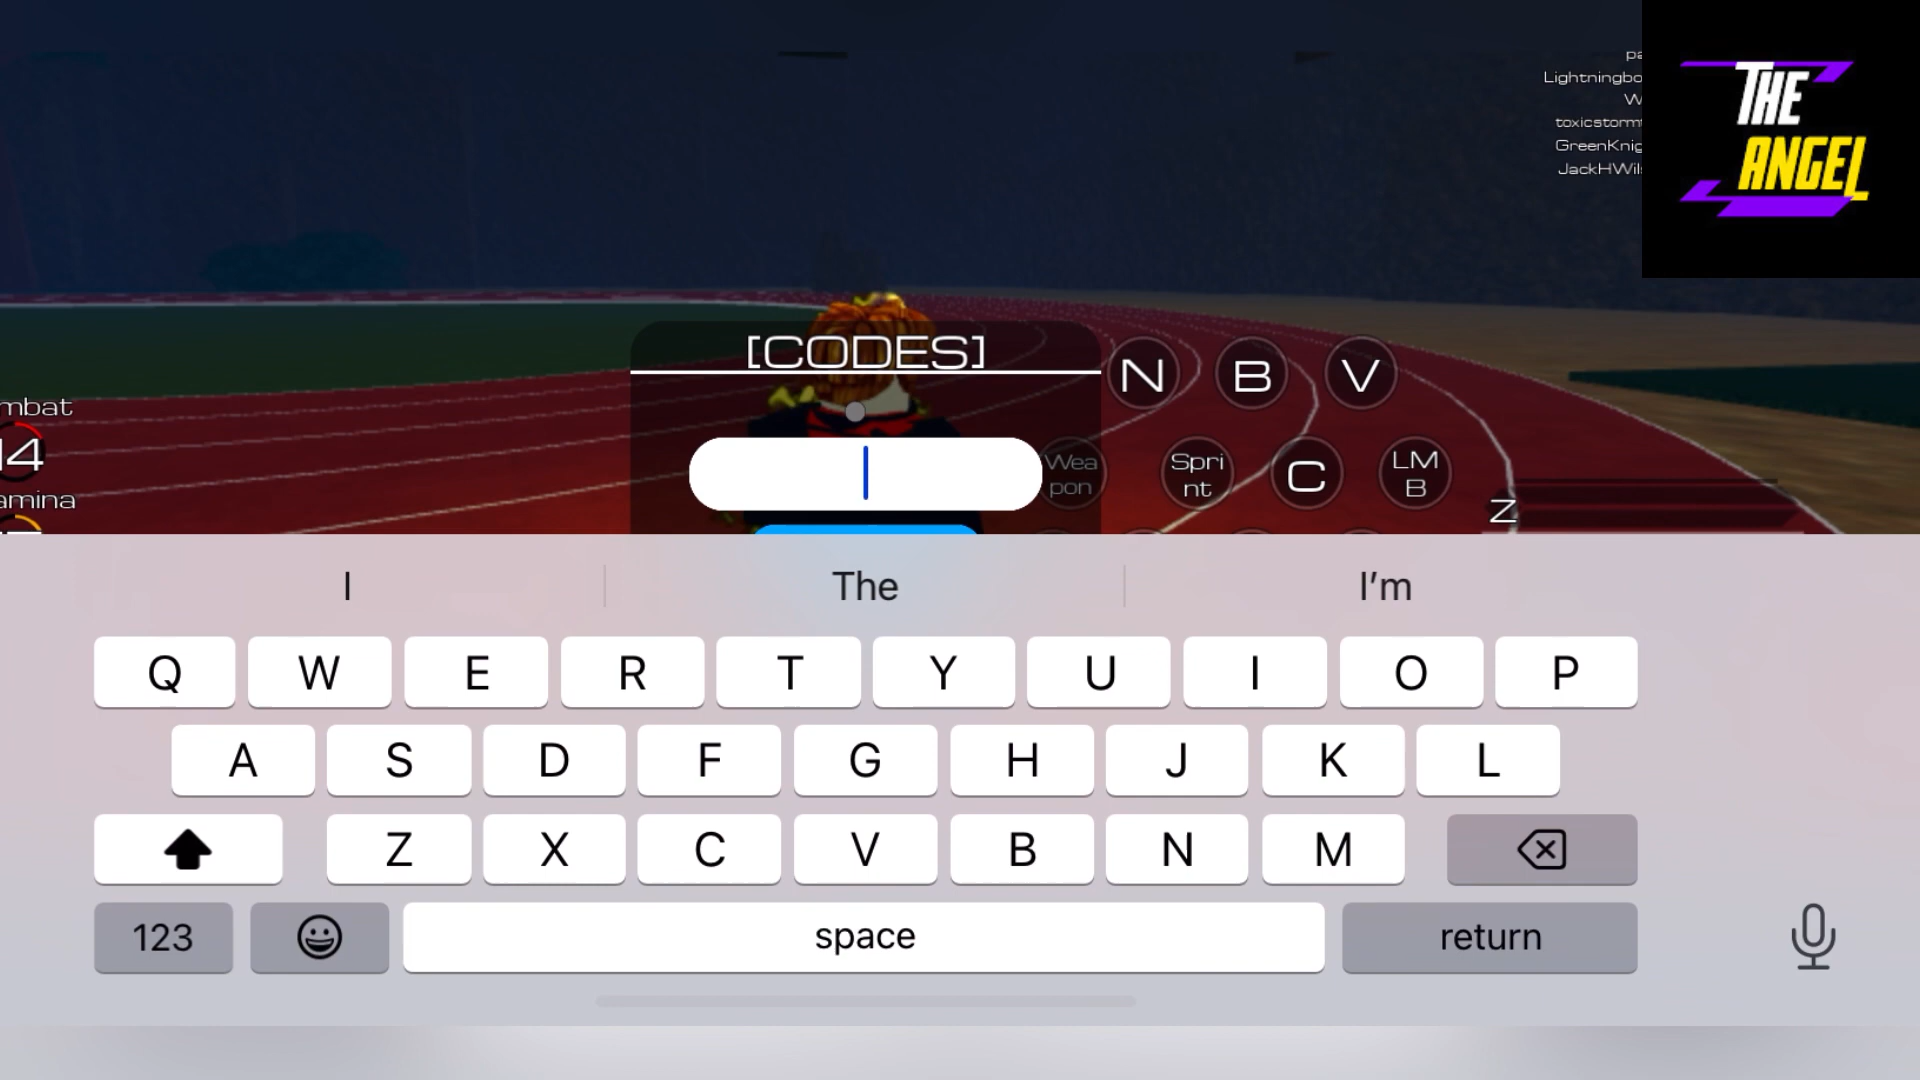 Lightningbo
W
toxicstorm
GreenKnig
JackHWil
THE
ANGEL
[CODES]
N B V
mbat
14
amina
Wea
pon
Spri
nt
C
LM
B
Z
I The I'm
Q W E R T Y U I O P
A S D F G H J K L
Z X C V B N M
123 space return